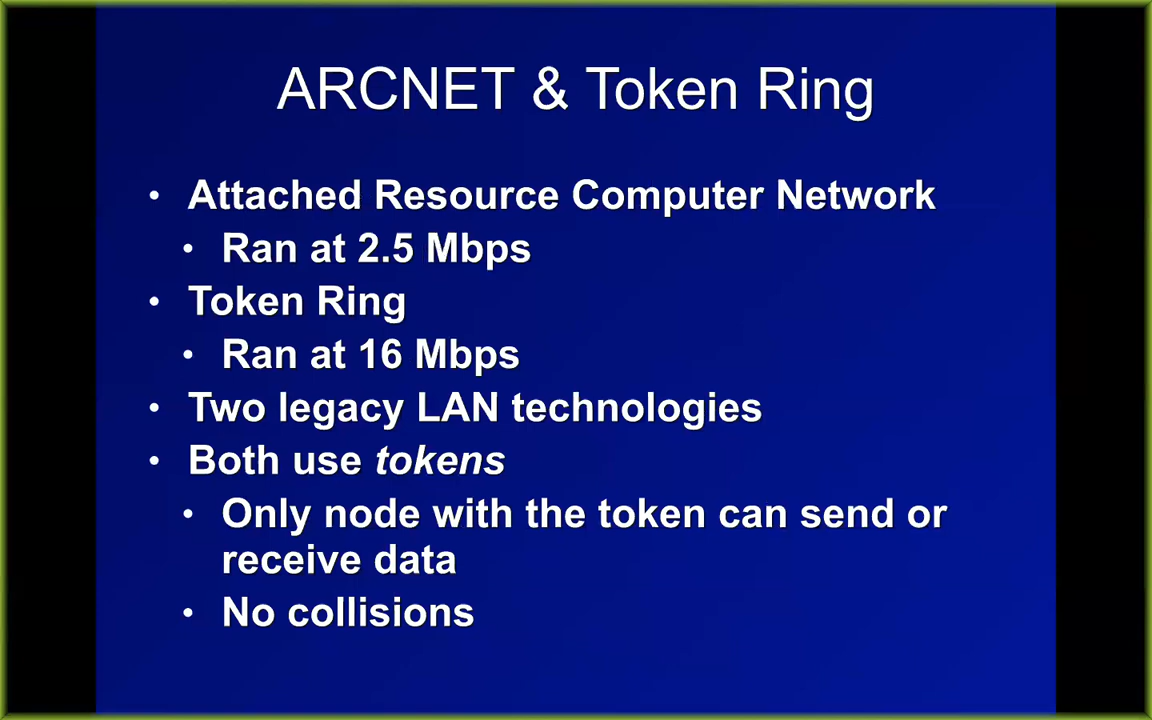 ARCNET & Token Ring
• Attached Resource Computer Network
• Ran at 2.5 Mbps
• Token Ring
• Ran at 16 Mbps
• Two legacy LAN technologies
• Both use tokens
• Only node with the token can send or
receive data
• No collisions